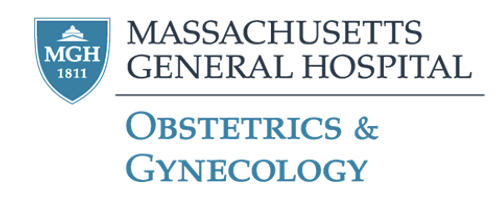 MGH
1811
MASSACHUSETTS
GENERAL HOSPITAL
OBSTETRICS &
GYNECOLOGY